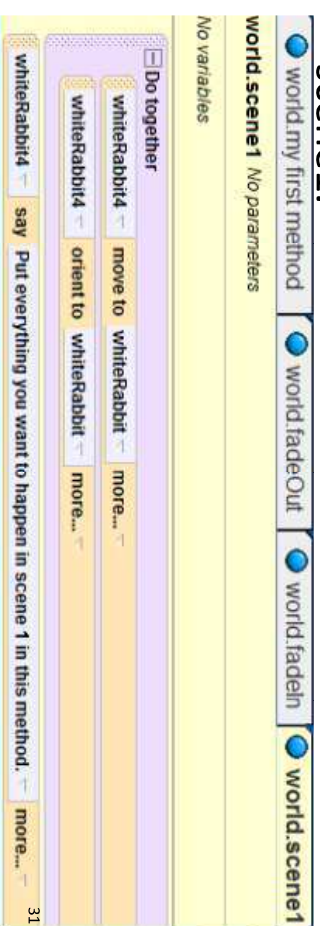 world.my first method world.fadeOut world.fadeIn world.scene1
world.scene1 No parameters
No variables
Do together
whiteRabbit4 move to whiteRabbit more...
whiteRabbit4 orient to whiteRabbit more...
whiteRabbit4 say Put everything you want to happen in scene 1 in this method. more...
31